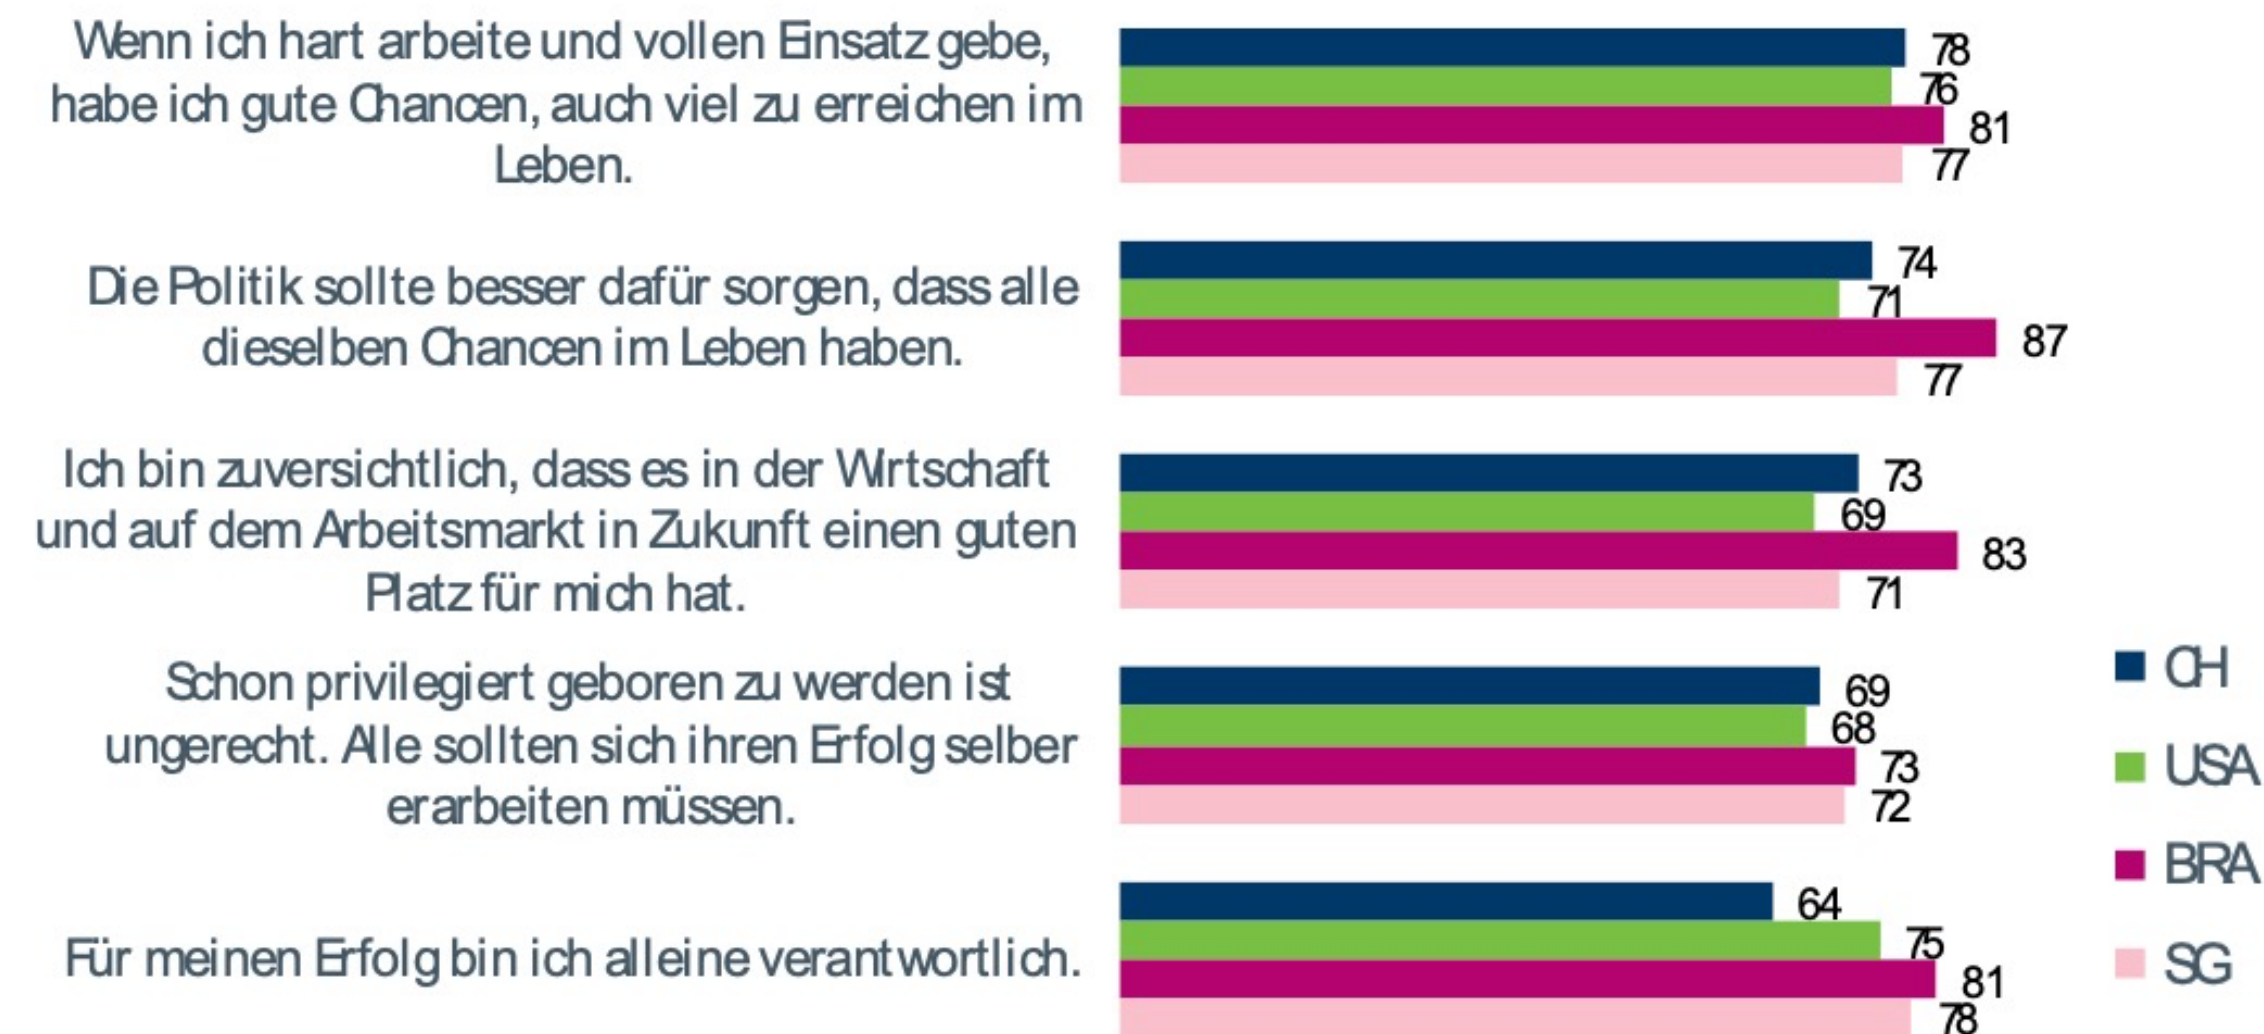 Wenn ich hart arbeite und vollen Einsatz gebe,
habe ich gute Chancen, auch viel zu erreichen im
Leben.
78
76
81
77
Die Politik sollte besser dafür sorgen, dass alle
dieselben Chancen im Leben haben.
74
71
87
77
Ich bin zuversichtlich, dass es in der Wirtschaft
und auf dem Arbeitsmarkt in Zukunft einen guten
Platz für mich hat.
73
69
83
71
Schon privilegiert geboren zu werden ist
ungerecht. Alle sollten sich ihren Erfolg selber
erarbeiten müssen.
69
68
73
72
Für meinen Erfolg bin ich alleine verantwortlich.
64
75
81
78
CH
USA
BRA
SG